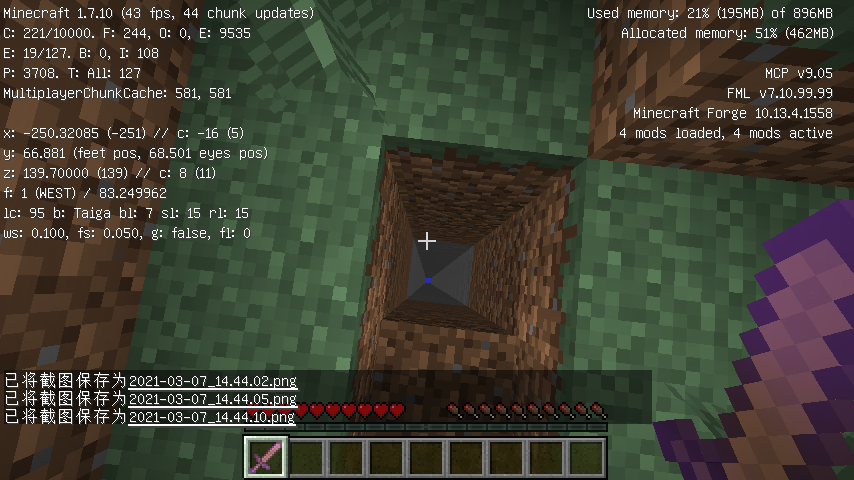 Minecraft 1.7.10 (43 fps, 44 chunk updates)
C: 221/10000. F: 244, O: 0, E: 9535
E: 19/127. B: 0, I: 108
P: 3708. T: All: 127
MultiplayerChunkCache: 581, 581
x: -250.32085 (-251) // c: -16 (5)
y: 66.881 (feet pos, 68.501 eyes pos)
z: 139.70000 (139) // c: 8 (11)
f: 1 (WEST) / 83.249962
lc: 95 b: Taiga bl: 7 sl: 15 rl: 15
ws: 0.100, fs: 0.050, g: false, fl: 0
Used memory: 21% (195MB) of 896MB
Allocated memory: 51% (462MB)
MCP v9.05
FML v7.10.99.99
Minecraft Forge 10.13.4.1558
4 mods loaded, 4 mods active
已将截图保存为2021-03-07_14.44.02.png
已将截图保存为2021-03-07_14.44.05.png
已将截图保存为2021-03-07_14.44.10.png